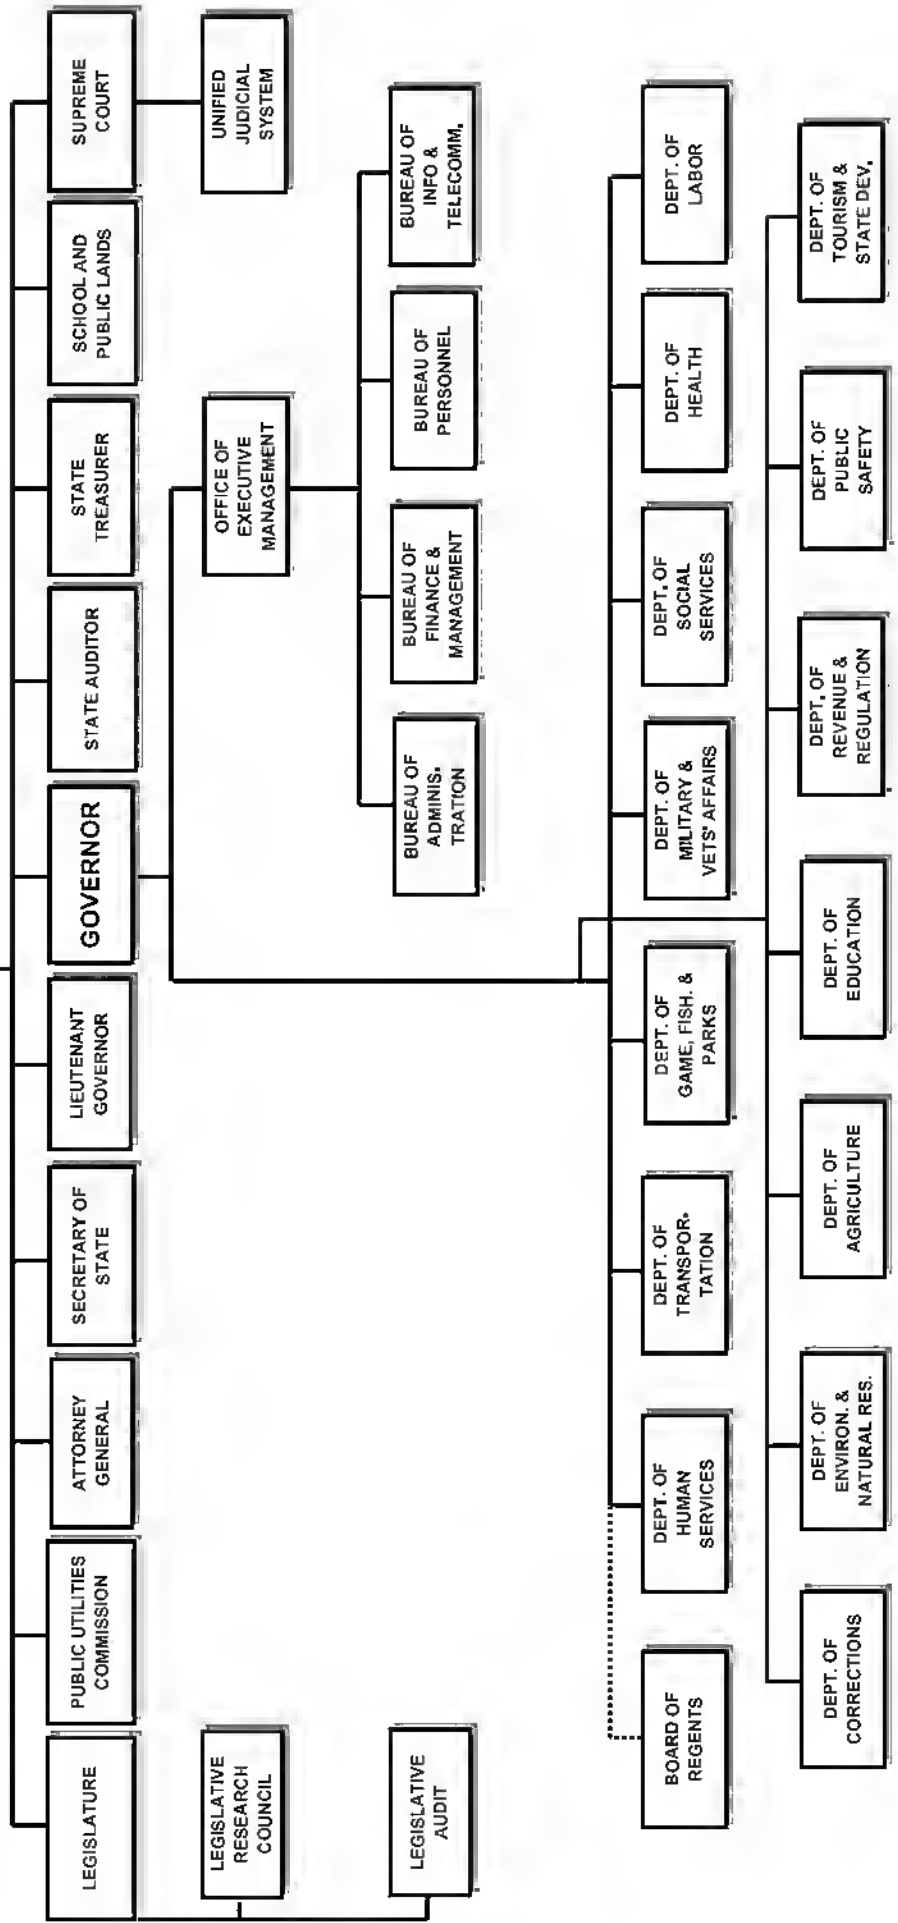 LEGISLATURE
PUBLIC UTILITIES
COMMISSION
ATTORNEY
GENERAL
SECRETARY OF
STATE
LIEUTENANT
GOVERNOR
GOVERNOR
STATE AUDITOR
STATE
TREASURER
SCHOOL AND
PUBLIC LANDS
SUPREME
COURT
LEGISLATIVE
RESEARCH
COUNCIL
OFFICE OF
EXECUTIVE
MANAGEMENT
UNIFIED
JUDICIAL
SYSTEM
LEGISLATIVE
AUDIT
BUREAU OF
ADMINIS-
TRATION
BUREAU OF
FINANCE &
MANAGEMENT
BUREAU OF
PERSONNEL
BUREAU OF
INFO &
TELECOMM.
BOARD OF
REGENTS
DEPT. OF
HUMAN
SERVICES
DEPT. OF
TRANSPOR-
TATION
DEPT. OF
GAME, FISH. &
PARKS
DEPT. OF
MILITARY &
VETS' AFFAIRS
DEPT. OF
SOCIAL
SERVICES
DEPT. OF
HEALTH
DEPT. OF
LABOR
DEPT. OF
CORRECTIONS
DEPT. OF
ENVIRON. &
NATURAL RES.
DEPT. OF
AGRICULTURE
DEPT. OF
EDUCATION
DEPT. OF
REVENUE &
REGULATION
DEPT. OF
PUBLIC
SAFETY
DEPT. OF
TOURISM &
STATE DEV.